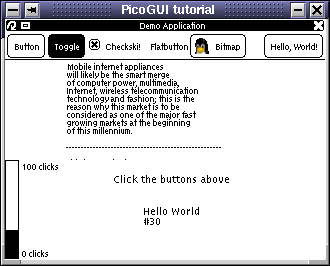 PicoGUI tutorial
Demo Application
Button Toggle Checkski! Flatbutton Bitmap Hello, World!
Mobile internet appliances
will likely be the smart merge
of computer power, multimedia,
Internet, wireless telecommunication
technology and fashion; this is the
reason why this market is to be
considered as one of the major fast
growing markets at the beginning
of this millennium.
100 clicks
Click the buttons above
Hello World
#30
0 clicks